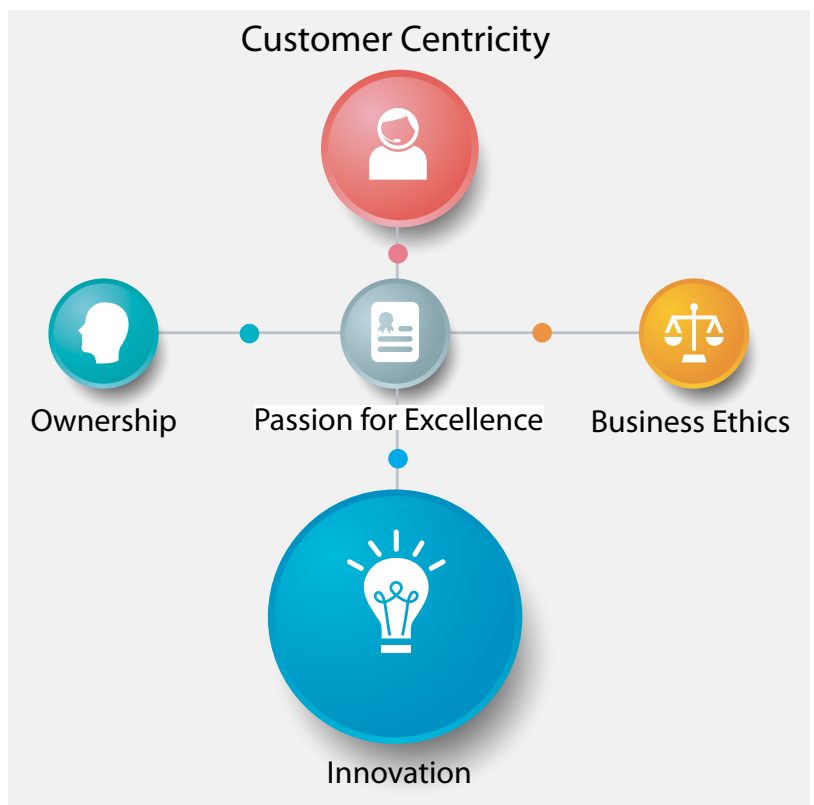 Customer Centricity
Ownership
Passion for Excellence
Business Ethics
Innovation